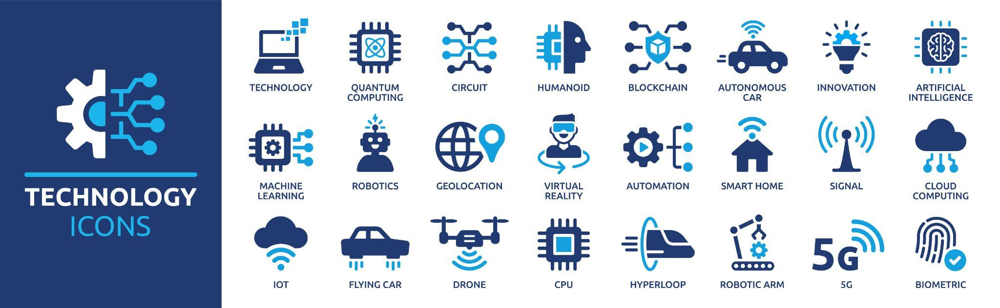 TECHNOLOGY
ICONS
TECHNOLOGY
QUANTUM
COMPUTING
CIRCUIT
HUMANOID
BLOCKCHAIN
AUTONOMOUS
CAR
INNOVATION
ARTIFICIAL
INTELLIGENCE
MACHINE
LEARNING
ROBOTICS
GEOLOCATION
VIRTUAL
REALITY
AUTOMATION
SMART HOME
SIGNAL
CLOUD
COMPUTING
IOT
FLYING CAR
DRONE
CPU
HYPERLOOP
ROBOTIC ARM
5G
5G
BIOMETRIC